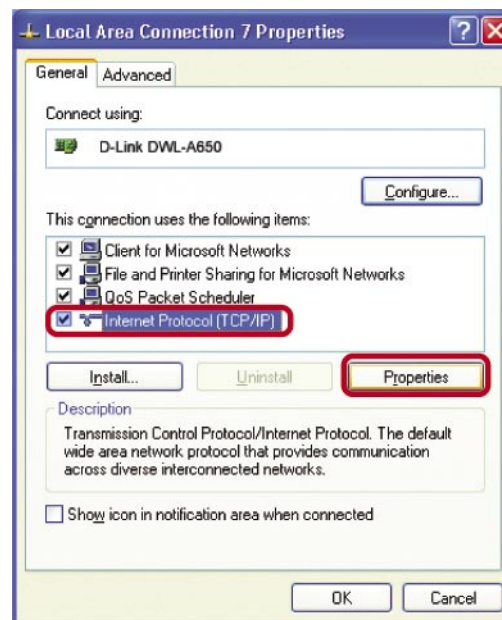 Local Area Connection 7 Properties
General Advanced
Connect using:
D-Link DWL-A650
Configure...
This connection uses the following items:
Client for Microsoft Networks
File and Printer Sharing for Microsoft Networks
QoS Packet Scheduler
Internet Protocol (TCP/IP)
Install... Uninstall Properties
Description
Transmission Control Protocol/Internet Protocol. The default
wide area network protocol that provides communication
across diverse interconnected networks.
Show icon in notification area when connected
OK Cancel